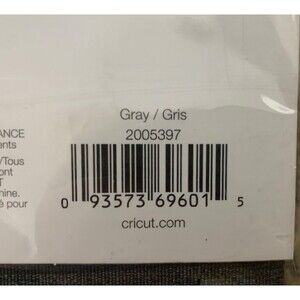 Gray / Gris
2005397
ANCE
ents
/Tous
ont
T
hine.
é pour
0 93573 69601 5
cricut.com